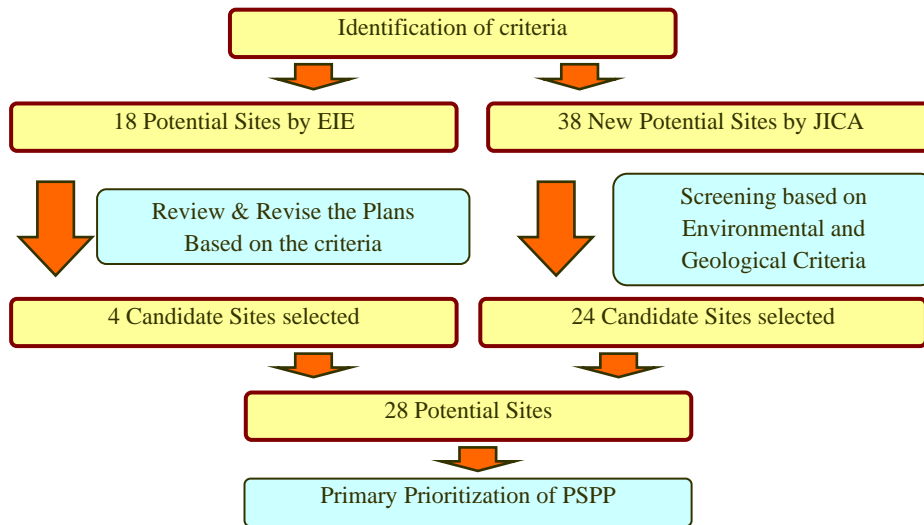 Identification of criteria
18 Potential Sites by EIE
38 New Potential Sites by JICA
Review & Revise the Plans
Based on the criteria
Screening based on
Environmental and
Geological Criteria
4 Candidate Sites selected
24 Candidate Sites selected
28 Potential Sites
Primary Prioritization of PSPP